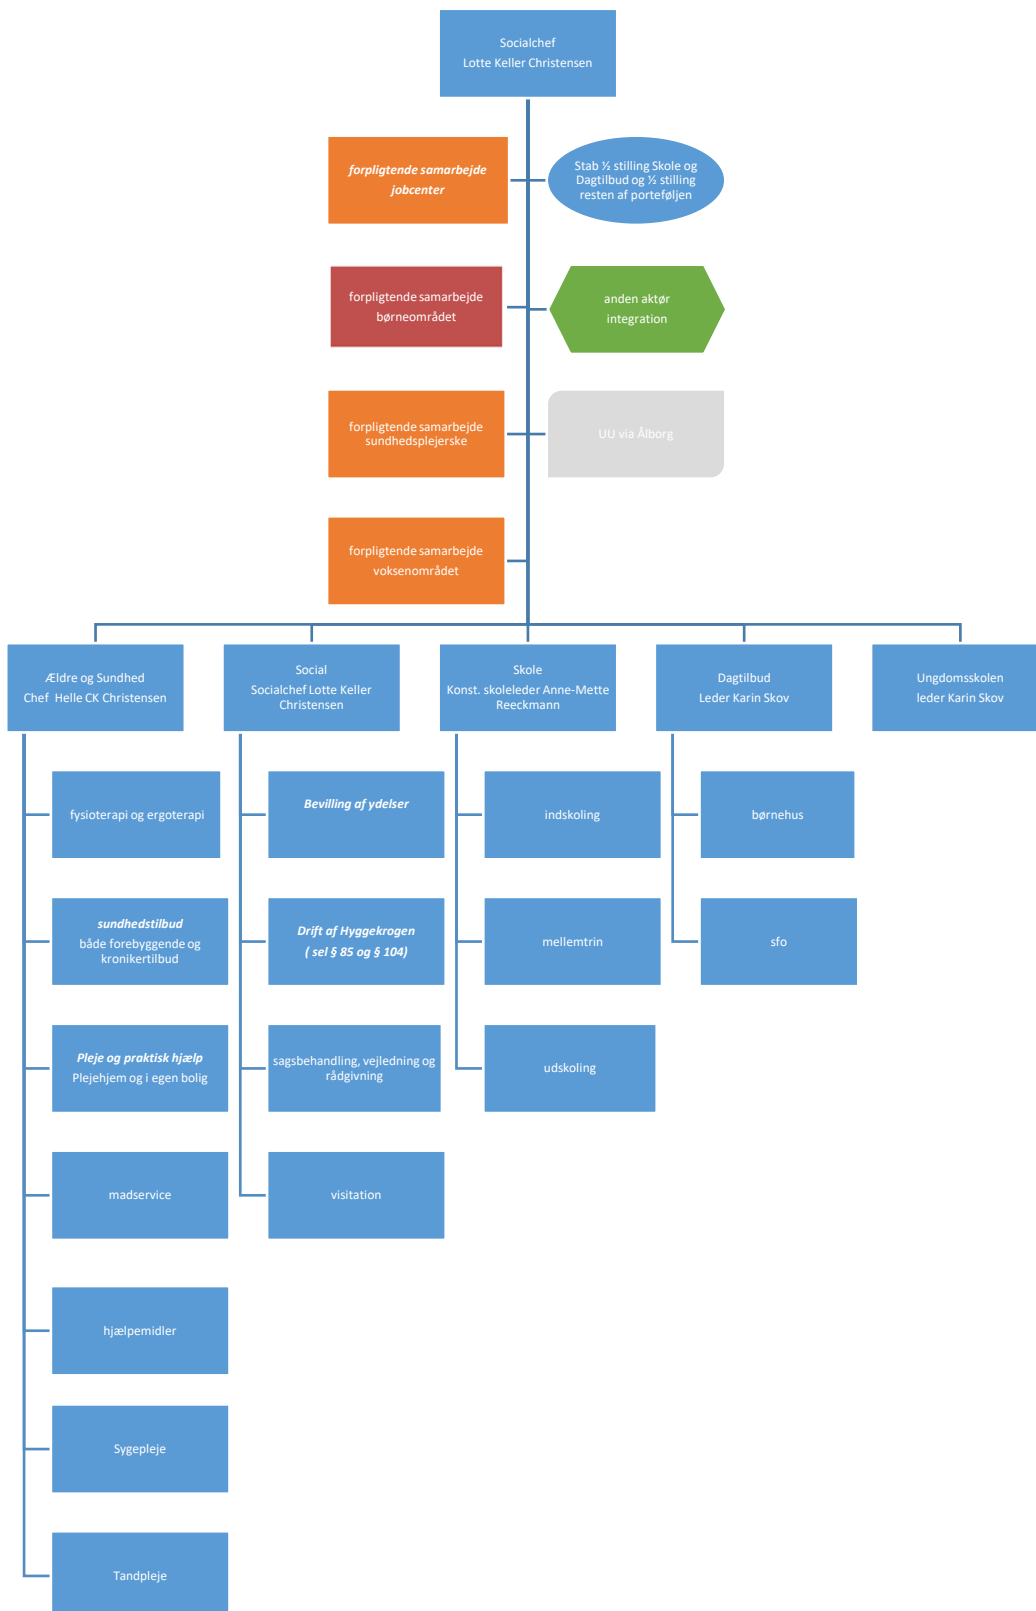 Socialchef
Lotte Keller Christensen
forpligtende samarbejde
jobcenter
Stab ½ stilling Skole og
Dagtilbud og ½ stilling
resten af porteføljen
forpligtende samarbejde
børneområdet
anden aktør
integration
forpligtende samarbejde
sundhedsplejerske
UU via Ålborg
forpligtende samarbejde
voksenområdet
Ældre og Sundhed
Chef Helle CK Christensen
Social
Socialchef Lotte Keller
Christensen
Skole
Konst. skoleleder Anne-Mette
Reeckmann
Dagtilbud
Leder Karin Skov
Ungdomsskolen
leder Karin Skov
fysioterapi og ergoterapi
Bevilling af ydelser
indskoling
børnehus
sundhedstilbud
både forebyggende og
kronikertilbud
Drift af Hyggekrogen
( sel § 85 og § 104)
mellemtrin
sfo
Pleje og praktisk hjælp
Plejehjem og i egen bolig
sagsbehandling, vejledning og
rådgivning
udskoling
madservice
visitation
hjælpemidler
Sygepleje
Tandpleje